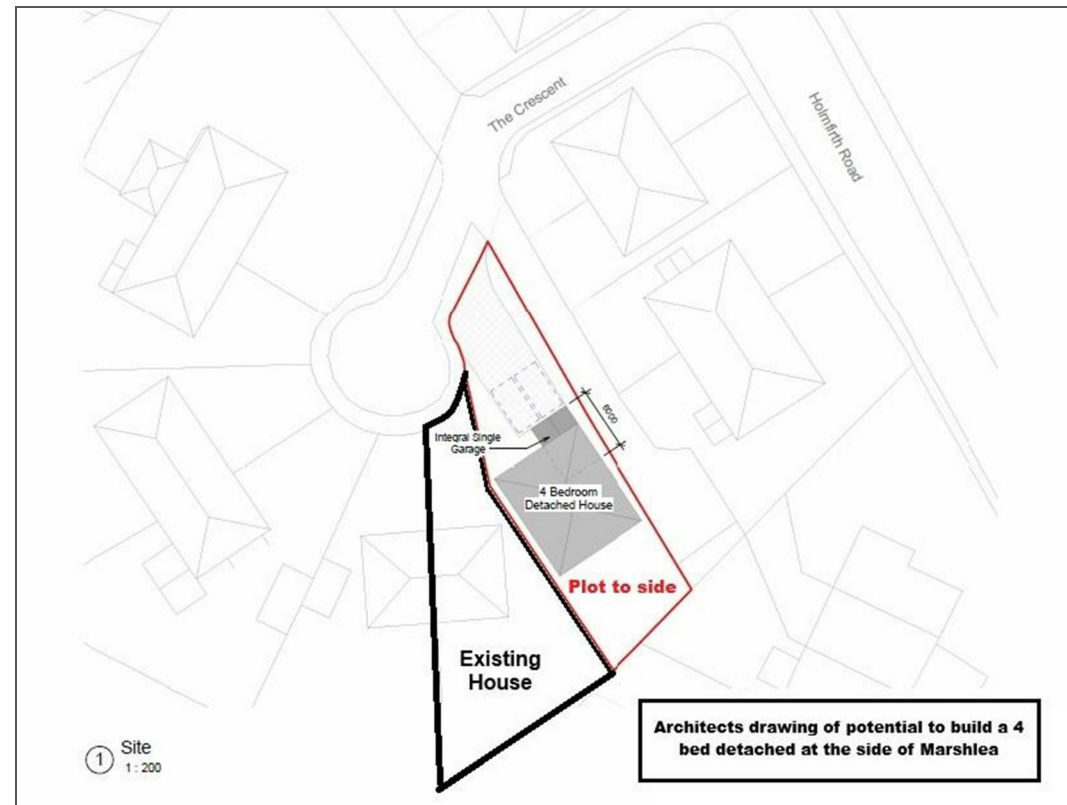 The Crescent
Holmfirth Road
6000
Integral Single
Garage
4 Bedroom
Detached House
Plot to side
Existing
House
Architects drawing of potential to build a 4
bed detached at the side of Marshlea
1
Site
1 : 200